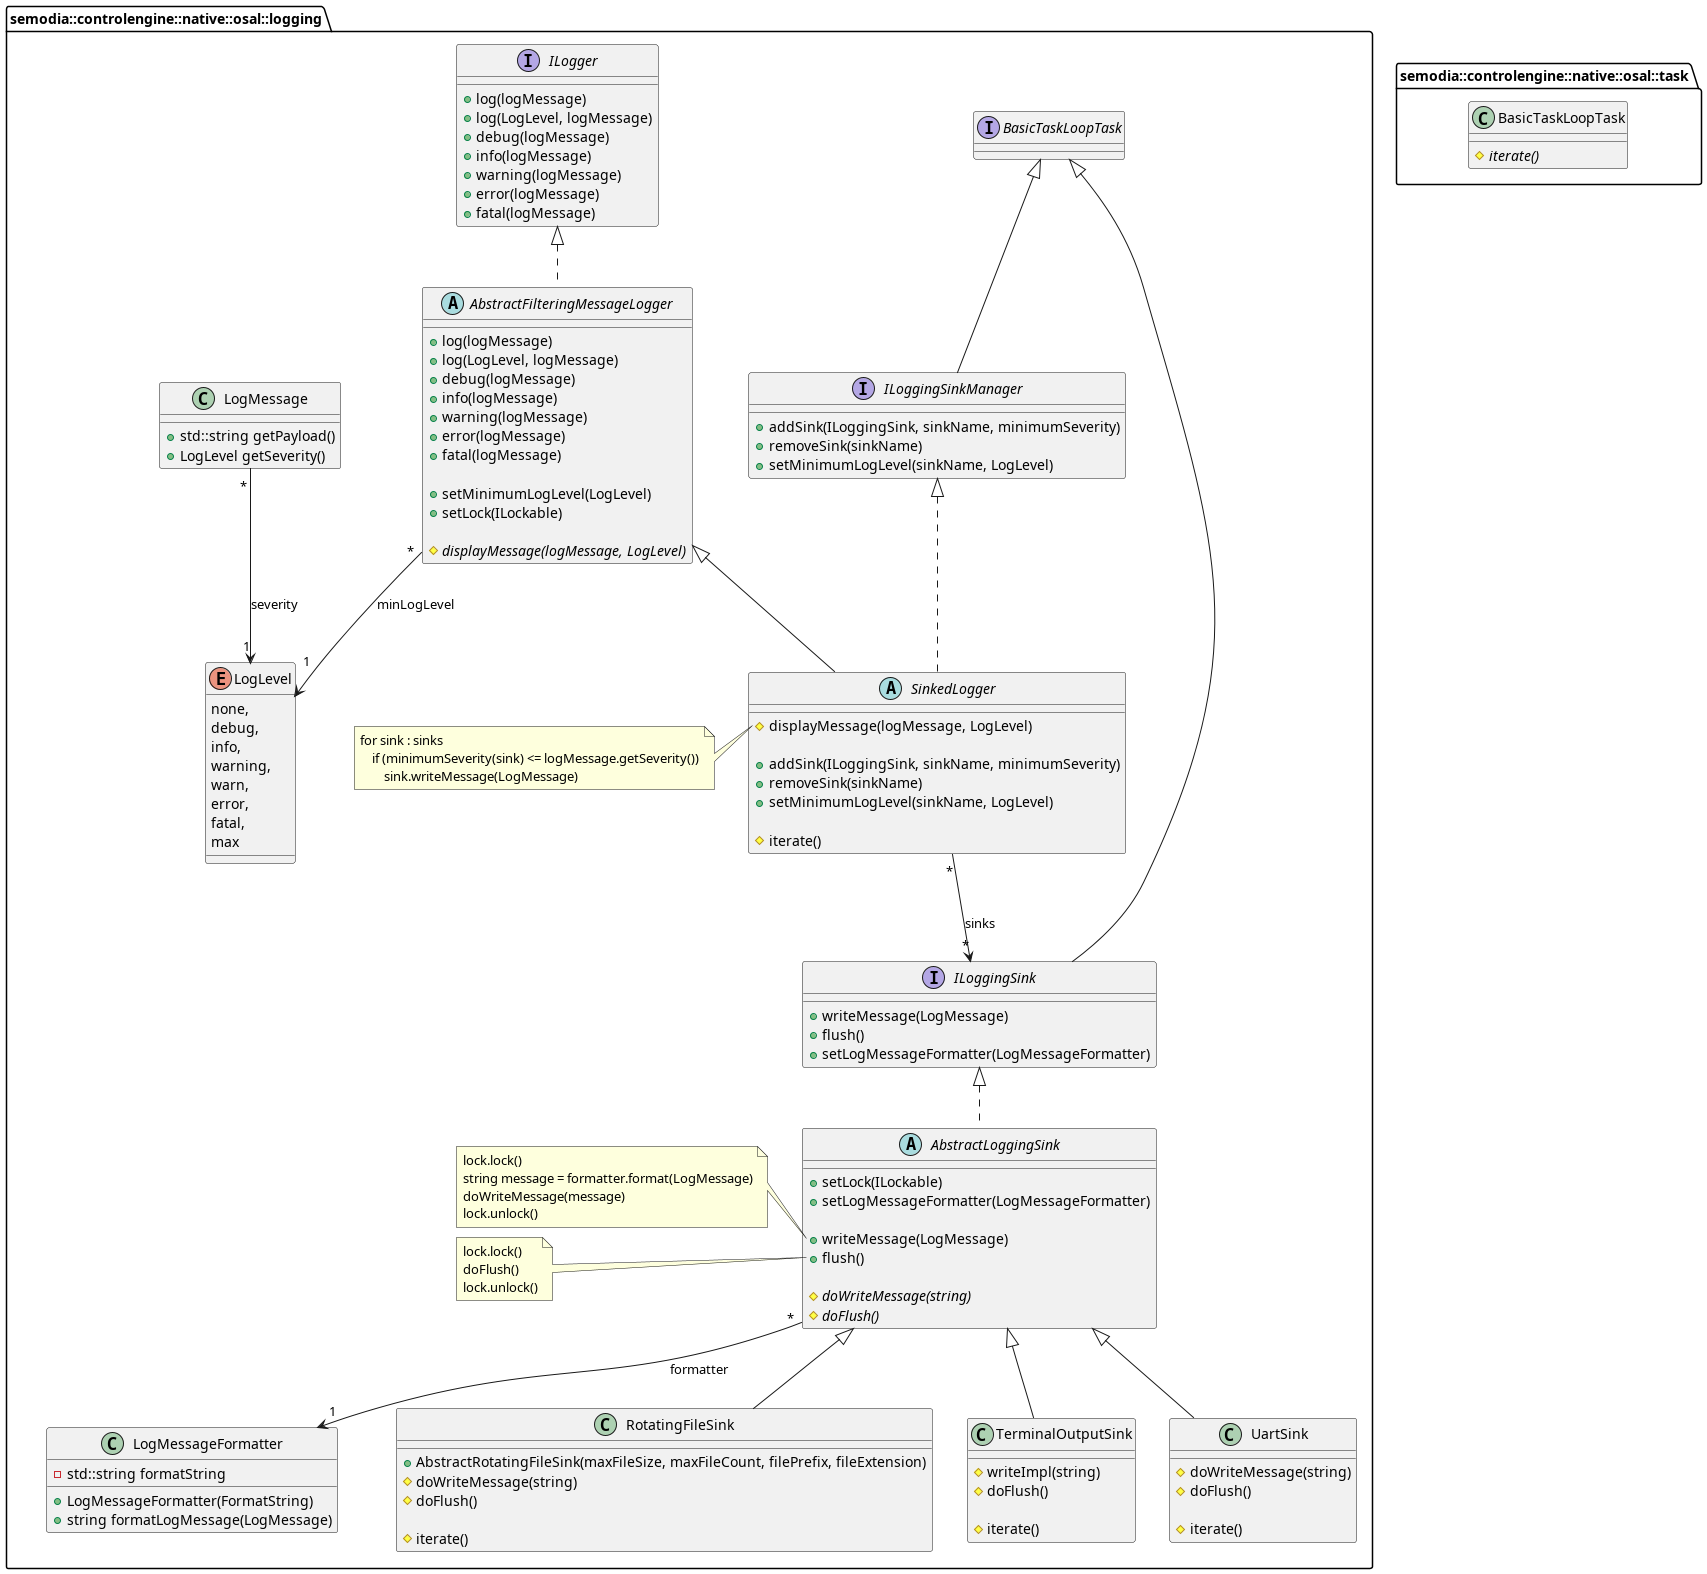 semodia::controlengine::native::osal::logging
I ILogger
log(logMessage)
log(LogLevel, logMessage)
debug(logMessage)
info(logMessage)
warning(logMessage)
error(logMessage)
fatal(logMessage)
I BasicTaskLoopTask
semodia::controlengine::native::osal::task
C BasicTaskLoopTask
iterate()
A AbstractFilteringMessageLogger
log(logMessage)
log(LogLevel, logMessage)
debug(logMessage)
info(logMessage)
warning(logMessage)
error(logMessage)
fatal(logMessage)
setMinimumLogLevel(LogLevel)
setLock(ILockable)
displayMessage(logMessage, LogLevel)
C LogMessage
std::string getPayload()
LogLevel getSeverity()
I ILoggingSinkManager
addSink(ILoggingSink, sinkName, minimumSeverity)
removeSink(sinkName)
setMinimumLogLevel(sinkName, LogLevel)
*
severity
1
*
minLogLevel
1
E LogLevel
none,
debug,
info,
warning,
warn,
error,
fatal,
max
for sink : sinks
if (minimumSeverity(sink) <= logMessage.getSeverity())
sink.writeMessage(LogMessage)
A SinkedLogger
displayMessage(logMessage, LogLevel)
addSink(ILoggingSink, sinkName, minimumSeverity)
removeSink(sinkName)
setMinimumLogLevel(sinkName, LogLevel)
iterate()
*
sinks
*
I ILoggingSink
writeMessage(LogMessage)
flush()
setLogMessageFormatter(LogMessageFormatter)
lock.lock()
string message = formatter.format(LogMessage)
doWriteMessage(message)
lock.unlock()
lock.lock()
doFlush()
lock.unlock()
A AbstractLoggingSink
setLock(ILockable)
setLogMessageFormatter(LogMessageFormatter)
writeMessage(LogMessage)
flush()
doWriteMessage(string)
doFlush()
*
formatter
1
C LogMessageFormatter
std::string formatString
LogMessageFormatter(FormatString)
string formatLogMessage(LogMessage)
C RotatingFileSink
AbstractRotatingFileSink(maxFileSize, maxFileCount, filePrefix, fileExtension)
doWriteMessage(string)
doFlush()
iterate()
C TerminalOutputSink
writeImpl(string)
doFlush()
iterate()
C UartSink
doWriteMessage(string)
doFlush()
iterate()